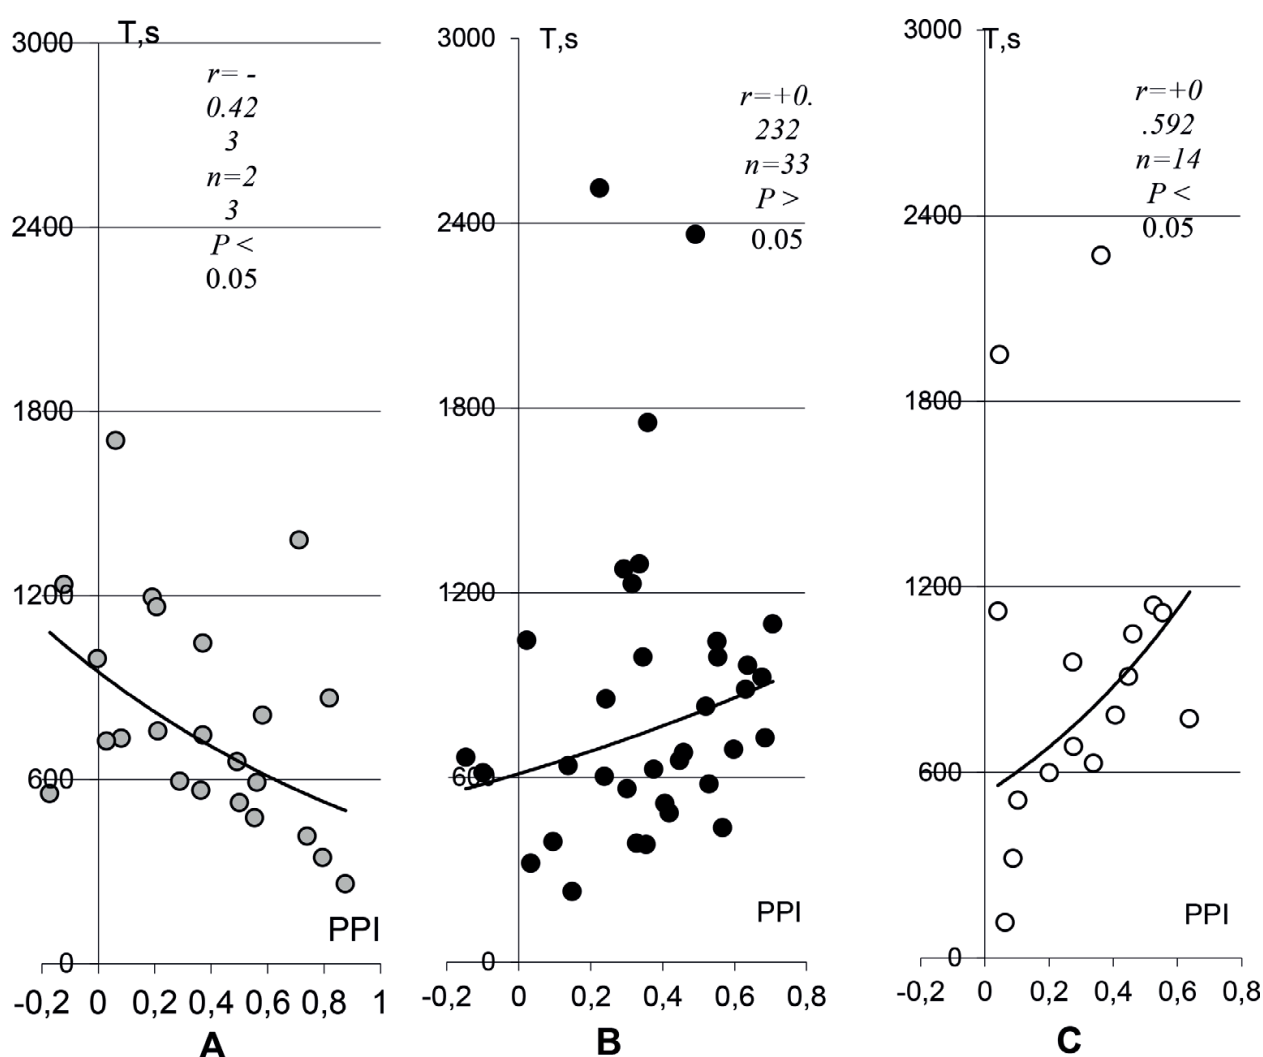 T,s
3000
r= -
0.42
3
n=2
3
P <
0.05
2400
1800
1200
600
0
PPI
-0,2 0 0,2 0,4 0,6 0,8 1
A
T,s
3000
r=+0.
232
n=33
P >
0.05
2400
1800
1200
600
0
PPI
-0,2 0 0,2 0,4 0,6 0,8
B
T,s
3000
r=+0
.592
n=14
P <
0.05
2400
1800
1200
600
0
PPI
-0,2 0 0,2 0,4 0,6 0,8
C